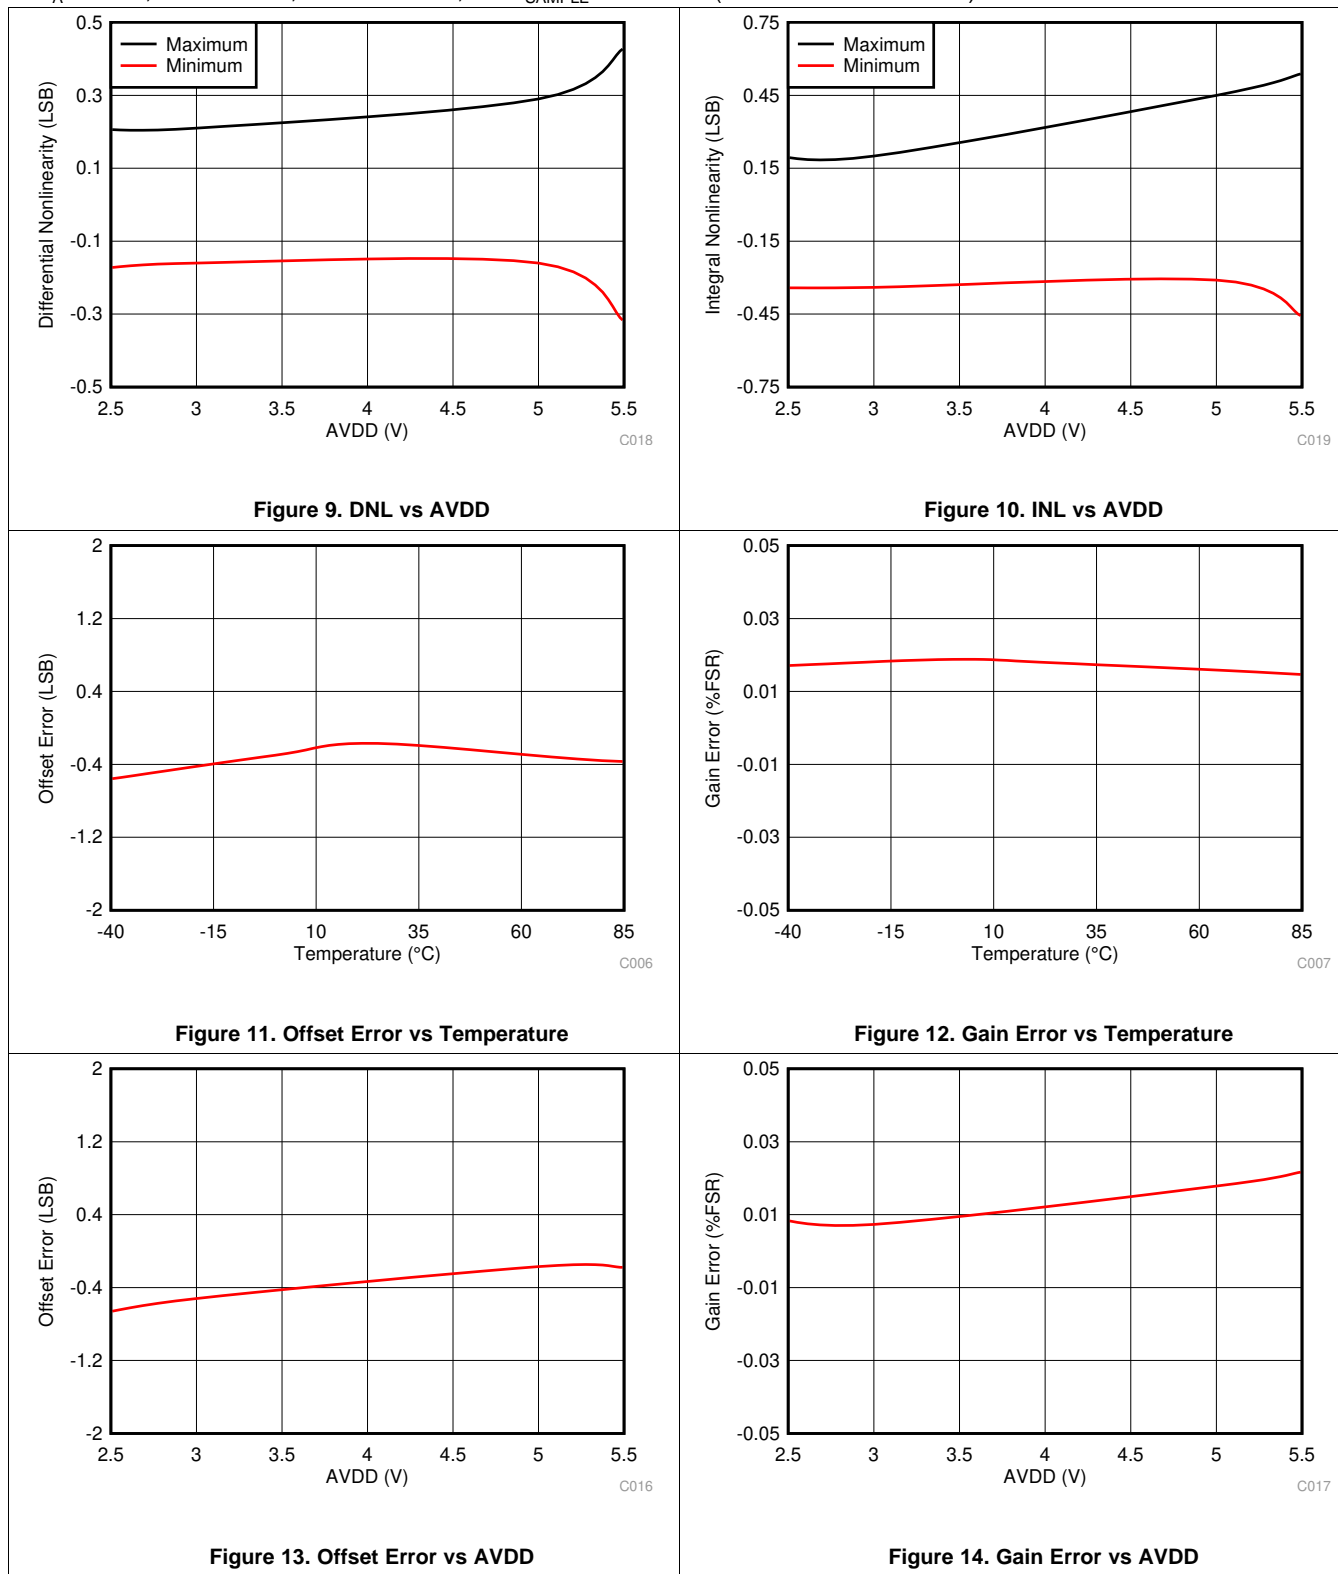 SAMPLE
0.5
0.3
0.1
-0.1
-0.3
-0.5
Differential Nonlinearity (LSB)
Maximum
Minimum
2.5 3 3.5 4 4.5 5 5.5
AVDD (V)
C018
Figure 9. DNL vs AVDD
0.75
0.45
0.15
-0.15
-0.45
-0.75
Integral Nonlinearity (LSB)
Maximum
Minimum
2.5 3 3.5 4 4.5 5 5.5
AVDD (V)
C019
Figure 10. INL vs AVDD
2
1.2
0.4
-0.4
-1.2
-2
Offset Error (LSB)
-40 -15 10 35 60 85
Temperature (°C)
C006
Figure 11. Offset Error vs Temperature
0.05
0.03
0.01
-0.01
-0.03
-0.05
Gain Error (%FSR)
-40 -15 10 35 60 85
Temperature (°C)
C007
Figure 12. Gain Error vs Temperature
2
1.2
0.4
-0.4
-1.2
-2
Offset Error (LSB)
2.5 3 3.5 4 4.5 5 5.5
AVDD (V)
C016
Figure 13. Offset Error vs AVDD
0.05
0.03
0.01
-0.01
-0.03
-0.05
Gain Error (%FSR)
2.5 3 3.5 4 4.5 5 5.5
AVDD (V)
C017
Figure 14. Gain Error vs AVDD